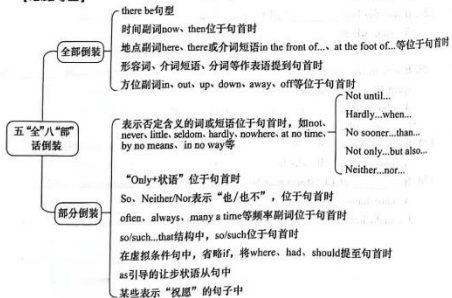 there be句型
时间副词now、then位于句首时
全部倒装
地点副词here、there或介词短语in the front of...、at the foot of...等位于句首时
形容词、介词短语、分词等作表语提到句首时
方位副词in、out、up、down、away、off等位于句首时
五“全”八“部”
话倒装
表示否定含义的词或短语位于句首时，如not、
never、little、seldom、hardly、nowhere、at no time、
by no means、in no way等
Not until...
Hardly...when...
No sooner...than...
Not only...but also...
Neither...nor...
“Only+状语”位于句首时
部分倒装
So、Neither/Nor表示“也/也不”，位于句首时
often、always、many a time等频率副词位于句首时
so/such...that结构中，so/such位于句首时
在虚拟条件句中，省略if，将where、had、should提至句首时
as引导的让步状语从句中
某些表示“祝愿”的句子中